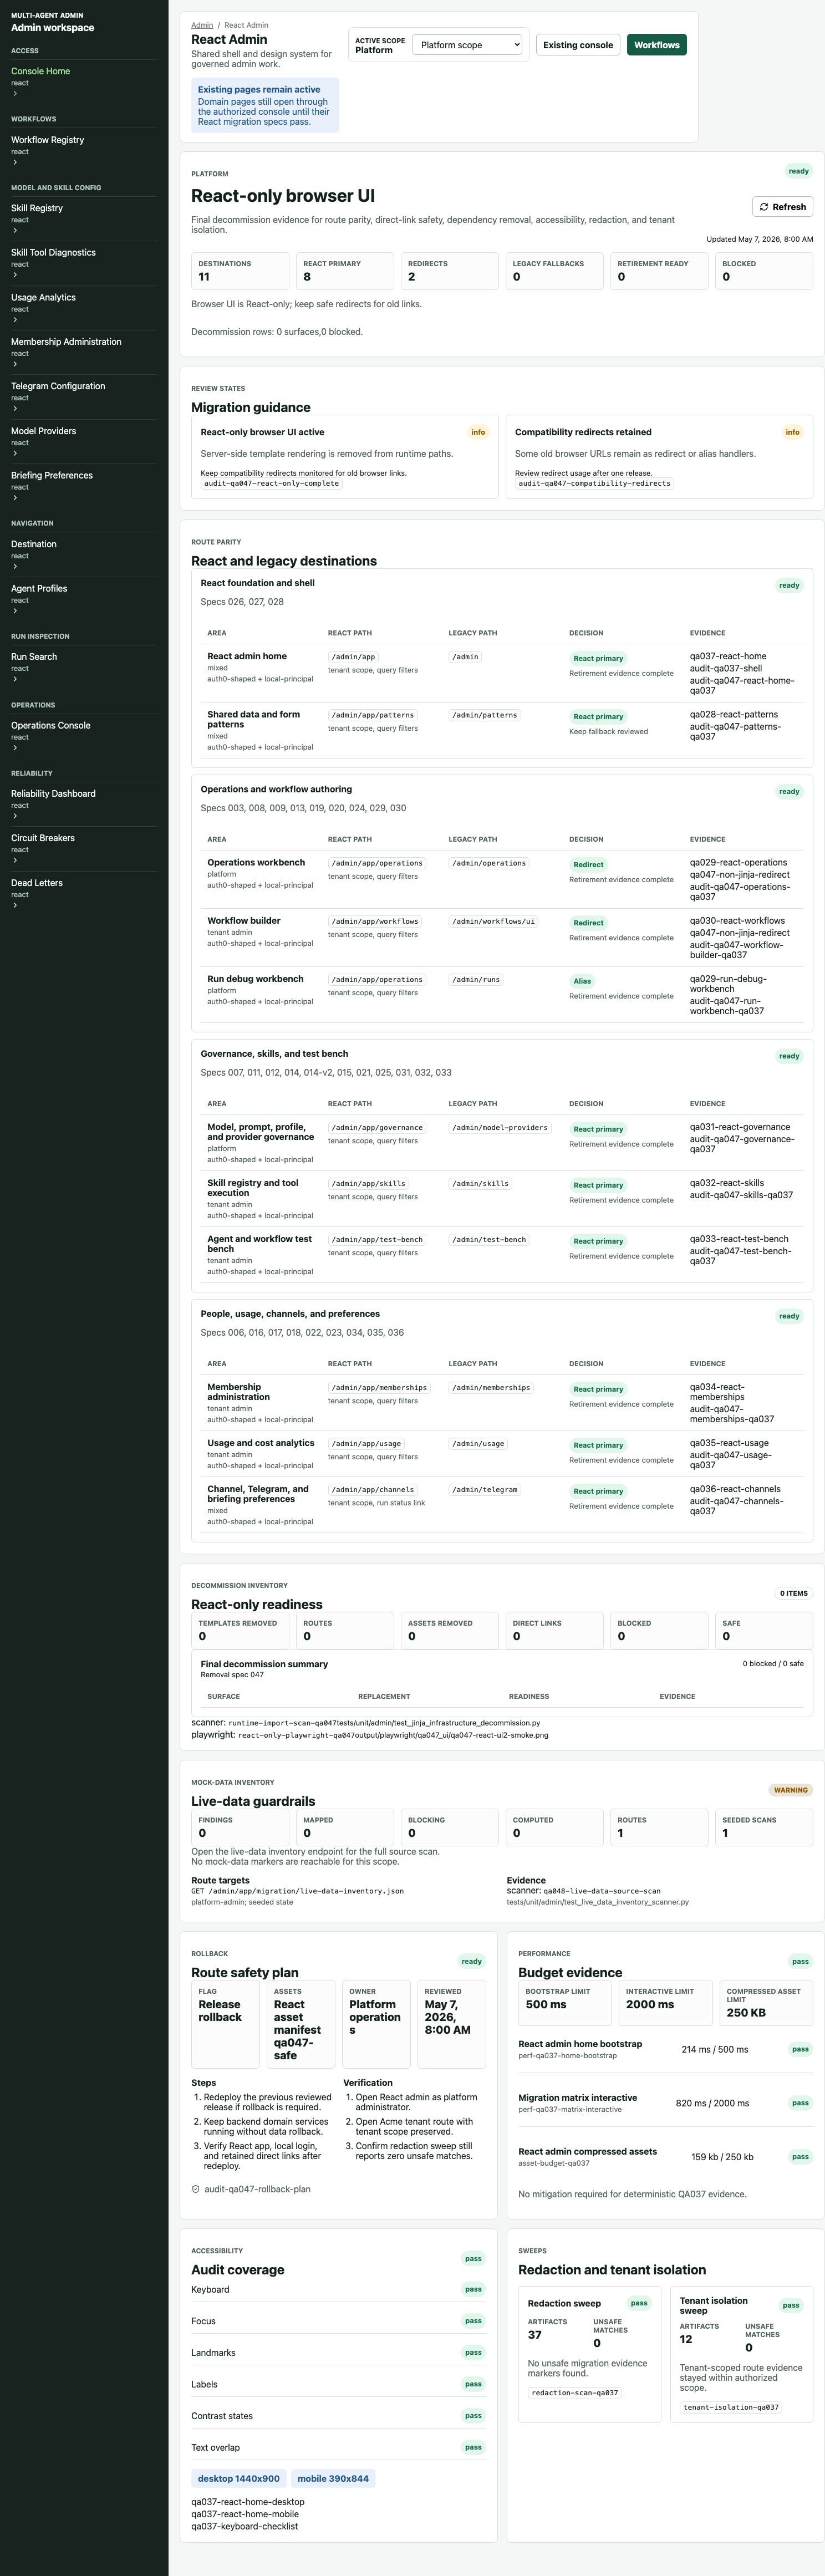 MULTI-AGENT ADMIN
Admin workspace
ACCESS
Console Home
react
WORKFLOWS
Workflow Registry
react
MODEL AND SKILL CONFIG
Skill Registry
react
Skill Tool Diagnostics
react
Usage Analytics
react
Membership Administration
react
Telegram Configuration
react
Model Providers
react
Briefing Preferences
react
NAVIGATION
Destination
react
Agent Profiles
react
RUN INSPECTION
Run Search
react
OPERATIONS
Operations Console
react
RELIABILITY
Reliability Dashboard
react
Circuit Breakers
react
Dead Letters
react
Admin / React Admin
React Admin
Shared shell and design system for
governed admin work.
ACTIVE SCOPE
Platform
Platform scope
Existing console
Workflows
Existing pages remain active
Domain pages still open through
the authorized console until their
React migration specs pass.
PLATFORM
ready
React-only browser UI
Refresh
Final decommission evidence for route parity, direct-link safety, dependency removal, accessibility, redaction, and tenant
isolation.
Updated May 7, 2026, 8:00 AM
DESTINATIONS
11
REACT PRIMARY
8
REDIRECTS
2
LEGACY FALLBACKS
0
RETIREMENT READY
0
BLOCKED
0
Browser UI is React-only; keep safe redirects for old links.
Decommission rows: 0 surfaces,0 blocked.
REVIEW STATES
Migration guidance
React-only browser UI active
info
Server-side template rendering is removed from runtime paths.
Keep compatibility redirects monitored for old browser links.
audit-qa047-react-only-complete
Compatibility redirects retained
info
Some old browser URLs remain as redirect or alias handlers.
Review redirect usage after one release.
audit-qa047-compatibility-redirects
ROUTE PARITY
React and legacy destinations
React foundation and shell
ready
Specs 026, 027, 028
AREA REACT PATH LEGACY PATH DECISION EVIDENCE
React admin home
mixed
auth0-shaped + local-principal
/admin/app
tenant scope, query filters
/admin
React primary
Retirement evidence complete
qa037-react-home
audit-qa037-shell
audit-qa047-react-home-
qa037
Shared data and form
patterns
mixed
auth0-shaped + local-principal
/admin/app/patterns
tenant scope, query filters
/admin/patterns
React primary
Keep fallback reviewed
qa028-react-patterns
audit-qa047-patterns-
qa037
Operations and workflow authoring
ready
Specs 003, 008, 009, 013, 019, 020, 024, 029, 030
AREA REACT PATH LEGACY PATH DECISION EVIDENCE
Operations workbench
platform
auth0-shaped + local-principal
/admin/app/operations
tenant scope, query filters
/admin/operations
Redirect
Retirement evidence complete
qa029-react-operations
qa047-non-jinja-redirect
audit-qa047-operations-
qa037
Workflow builder
tenant admin
auth0-shaped + local-principal
/admin/app/workflows
tenant scope, query filters
/admin/workflows/ui
Redirect
Retirement evidence complete
qa030-react-workflows
qa047-non-jinja-redirect
audit-qa047-workflow-
builder-qa037
Run debug workbench
platform
auth0-shaped + local-principal
/admin/app/operations
tenant scope, query filters
/admin/runs
Alias
Retirement evidence complete
qa029-run-debug-
workbench
audit-qa047-run-
workbench-qa037
Governance, skills, and test bench
ready
Specs 007, 011, 012, 014, 014-v2, 015, 021, 025, 031, 032, 033
AREA REACT PATH LEGACY PATH DECISION EVIDENCE
Model, prompt, profile,
and provider governance
platform
auth0-shaped + local-principal
/admin/app/governance
tenant scope, query filters
/admin/model-providers
React primary
Retirement evidence complete
qa031-react-governance
audit-qa047-governance-
qa037
Skill registry and tool
execution
tenant admin
auth0-shaped + local-principal
/admin/app/skills
tenant scope, query filters
/admin/skills
React primary
Retirement evidence complete
qa032-react-skills
audit-qa047-skills-qa037
Agent and workflow test
bench
tenant admin
auth0-shaped + local-principal
/admin/app/test-bench
tenant scope, query filters
/admin/test-bench
React primary
Retirement evidence complete
qa033-react-test-bench
audit-qa047-test-bench-
qa037
People, usage, channels, and preferences
ready
Specs 006, 016, 017, 018, 022, 023, 034, 035, 036
AREA REACT PATH LEGACY PATH DECISION EVIDENCE
Membership
administration
tenant admin
auth0-shaped + local-principal
/admin/app/memberships
tenant scope, query filters
/admin/memberships
React primary
Retirement evidence complete
qa034-react-
memberships
audit-qa047-
memberships-qa037
Usage and cost analytics
tenant admin
auth0-shaped + local-principal
/admin/app/usage
tenant scope, query filters
/admin/usage
React primary
Retirement evidence complete
qa035-react-usage
audit-qa047-usage-
qa037
Channel, Telegram, and
briefing preferences
mixed
auth0-shaped + local-principal
/admin/app/channels
tenant scope, run status link
/admin/telegram
React primary
Retirement evidence complete
qa036-react-channels
audit-qa047-channels-
qa037
DECOMMISSION INVENTORY
0 ITEMS
React-only readiness
TEMPLATES REMOVED
0
ROUTES
0
ASSETS REMOVED
0
DIRECT LINKS
0
BLOCKED
0
SAFE
0
Final decommission summary
0 blocked / 0 safe
Removal spec 047
SURFACE REPLACEMENT READINESS EVIDENCE
scanner: runtime-import-scan-qa047tests/unit/admin/test_jinja_infrastructure_decommission.py
playwright: react-only-playwright-qa047output/playwright/qa047_ui/qa047-react-ui2-smoke.png
MOCK-DATA INVENTORY
WARNING
Live-data guardrails
FINDINGS
0
MAPPED
0
BLOCKING
0
COMPUTED
0
ROUTES
1
SEEDED SCANS
1
Open the live-data inventory endpoint for the full source scan.
No mock-data markers are reachable for this scope.
Route targets
GET /admin/app/migration/live-data-inventory.json
platform-admin; seeded state
Evidence
scanner: qa048-live-data-source-scan
tests/unit/admin/test_live_data_inventory_scanner.py
ROLLBACK
ready
Route safety plan
FLAG
Release
rollback
ASSETS
React
asset
manifest
qa047-
safe
OWNER
Platform
operation
s
REVIEWED
May 7,
2026,
8:00 AM
Steps
1. Redeploy the previous reviewed
release if rollback is required.
2. Keep backend domain services
running without data rollback.
3. Verify React app, local login,
and retained direct links after
redeploy.
Verification
1. Open React admin as platform
administrator.
2. Open Acme tenant route with
tenant scope preserved.
3. Confirm redaction sweep still
reports zero unsafe matches.
audit-qa047-rollback-plan
PERFORMANCE
pass
Budget evidence
BOOTSTRAP LIMIT
500 ms
INTERACTIVE LIMIT
2000 ms
COMPRESSED ASSET
LIMIT
250 KB
React admin home bootstrap
perf-qa037-home-bootstrap
214 ms / 500 ms
pass
Migration matrix interactive
perf-qa037-matrix-interactive
820 ms / 2000 ms
pass
React admin compressed assets
asset-budget-qa037
159 kb / 250 kb
pass
No mitigation required for deterministic QA037 evidence.
ACCESSIBILITY
pass
Audit coverage
Keyboard
pass
Focus
pass
Landmarks
pass
Labels
pass
Contrast states
pass
Text overlap
pass
desktop 1440x900
mobile 390x844
qa037-react-home-desktop
qa037-react-home-mobile
qa037-keyboard-checklist
SWEEPS
Redaction and tenant isolation
Redaction sweep
pass
ARTIFACTS
37
UNSAFE
MATCHES
0
No unsafe migration evidence
markers found.
redaction-scan-qa037
Tenant isolation
sweep
pass
ARTIFACTS
12
UNSAFE
MATCHES
0
Tenant-scoped route evidence
stayed within authorized
scope.
tenant-isolation-qa037